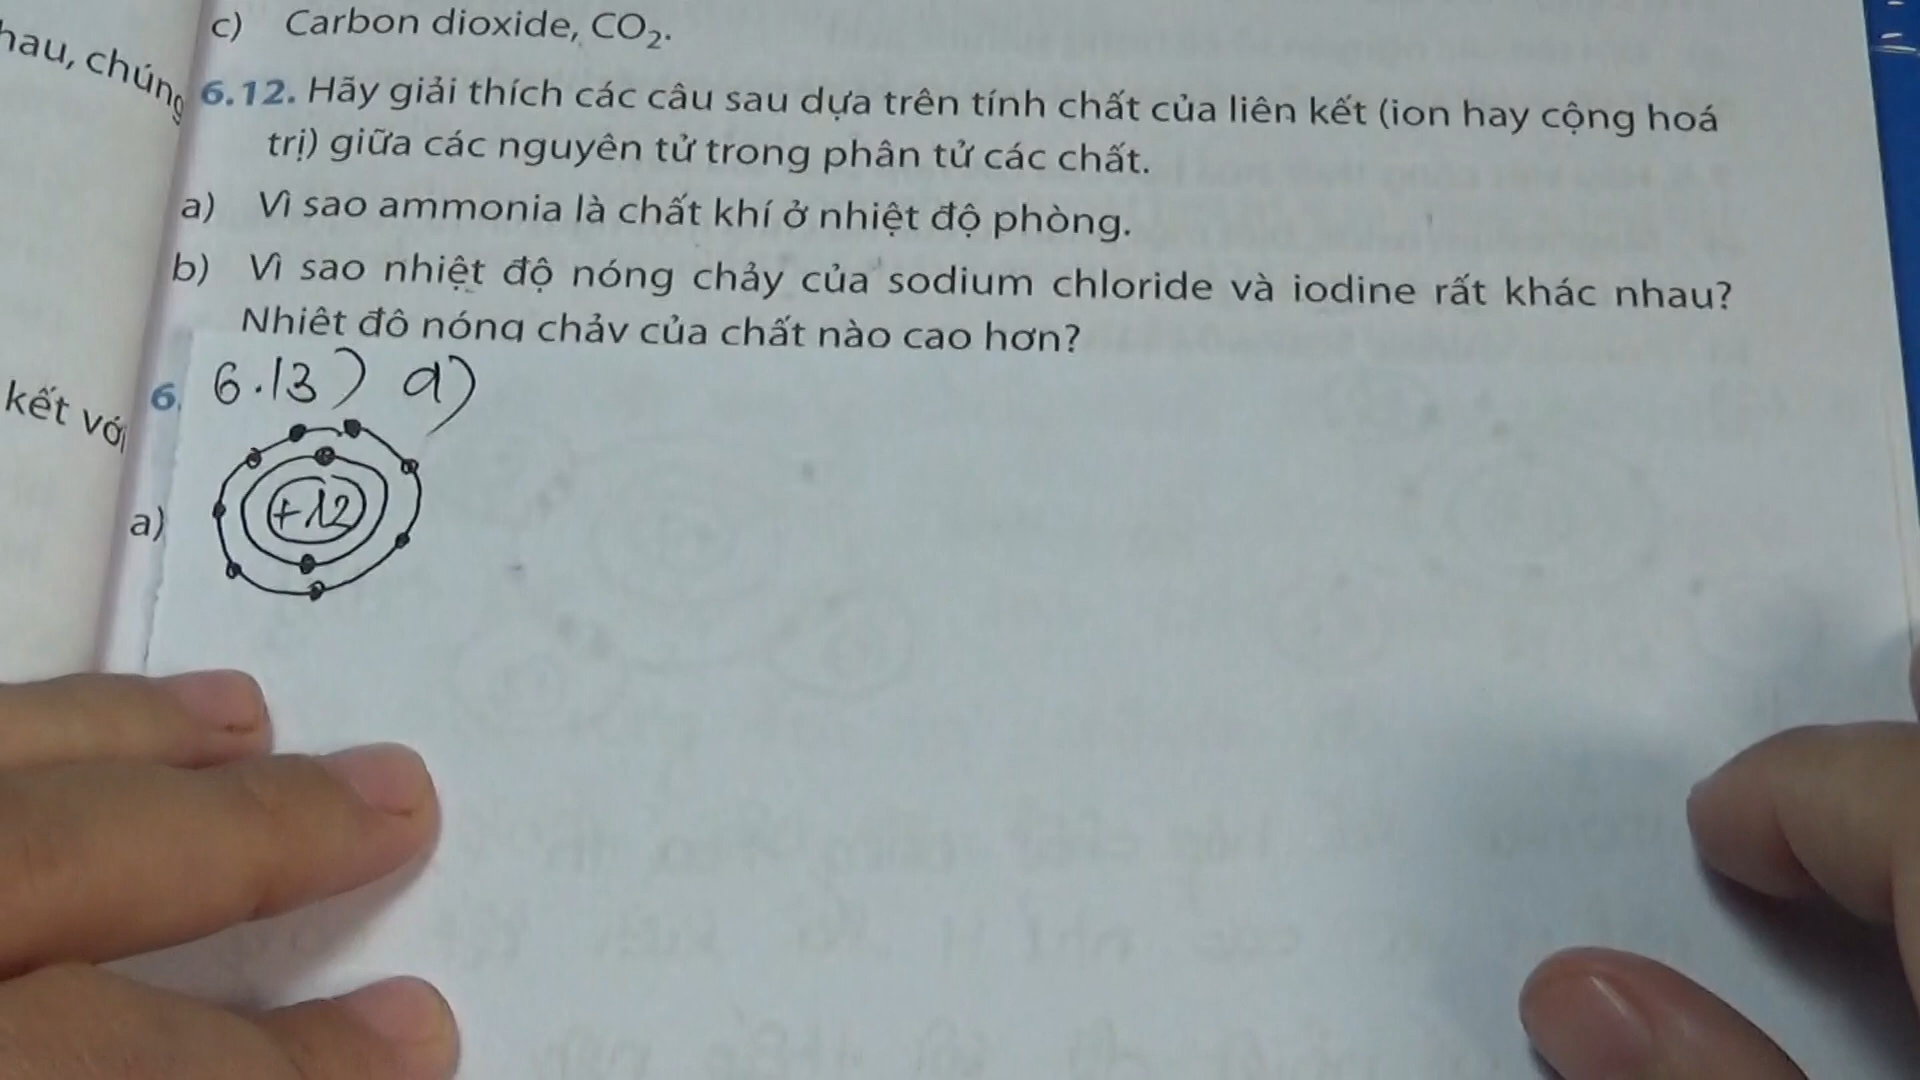 c) Carbon dioxide, CO₂.
hau, chúng
6.12. Hãy giải thích các câu sau dựa trên tính chất của liên kết (ion hay cộng hoá
trị) giữa các nguyên tử trong phân tử các chất.
a) Vì sao ammonia là chất khí ở nhiệt độ phòng.
b) Vì sao nhiệt độ nóng chảy của sodium chloride và iodine rất khác nhau?
Nhiệt độ nóng chảy của chất nào cao hơn?
kết với
6. 6.13) a)
a) +12